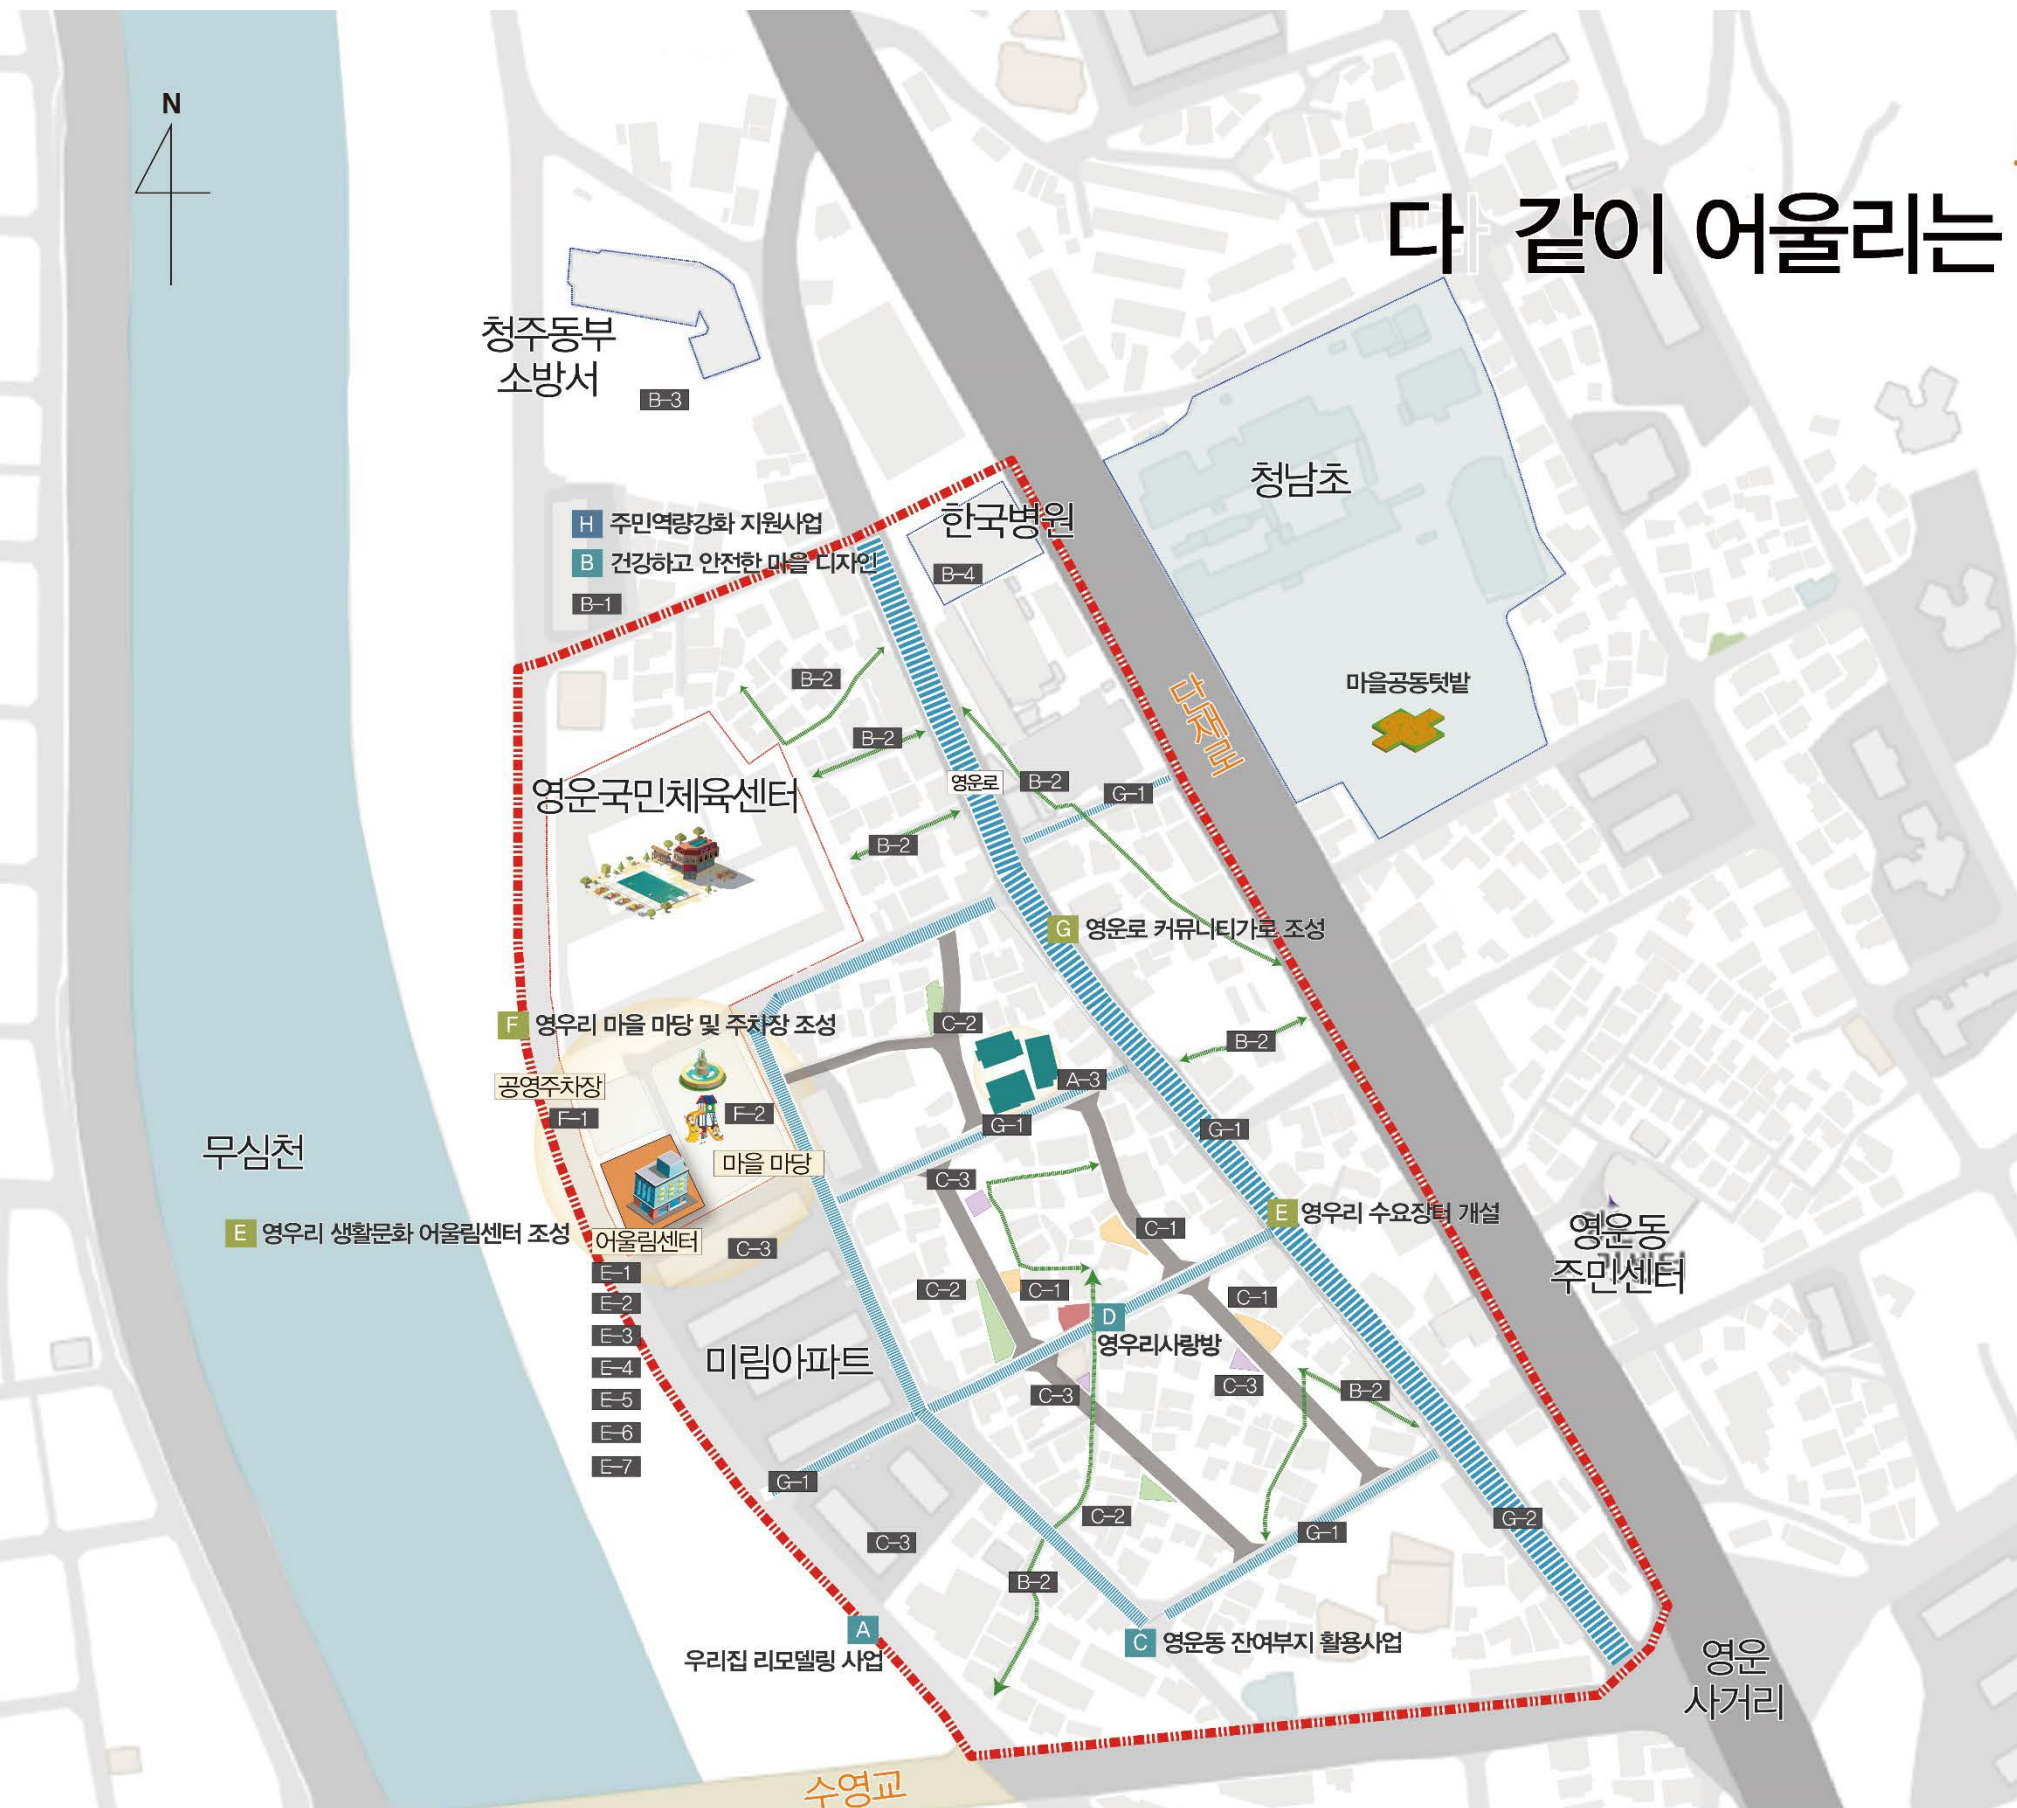 N
다 같이 어울리는
청주동부
소방서
B-3
청남초
한국병원
H 주민역량강화 지원사업
B 건강하고 안전한 마을 디자인
B-4
B-1
B-2
마을공동텃밭
단재로
B-2
영운로
B-2
G-1
영운국민체육센터
B-2
G 영운로 커뮤니티가로 조성
F 영우리 마을 마당 및 주차장 조성
C-2
B-2
공영주차장
A-3
F-1
F-2
G-1
G-1
무심천
마을 마당
C-3
E 영우리 생활문화 어울림센터 조성
어울림센터
C-3
C-1
E 영우리 수요장터 개설
영운동
주민센터
E-1
E-2
E-3
E-4
E-5
E-6
E-7
C-2
C-1
C-1
D
영우리사랑방
미림아파트
C-3
C-3
B-2
G-1
C-2
G-2
G-1
C-3
B-2
A
우리집 리모델링 사업
C 영운동 잔여부지 활용사업
영운
사거리
수영교